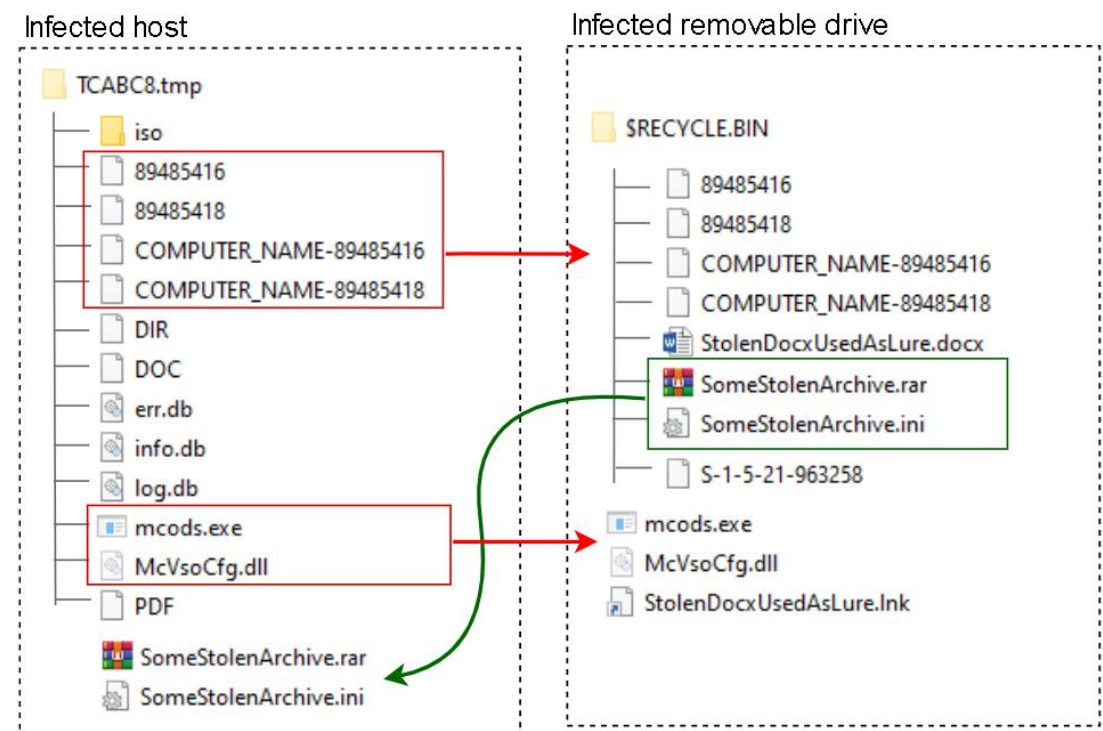 Infected host
TCABC8.tmp
iso
89485416
89485418
COMPUTER_NAME-89485416
COMPUTER_NAME-89485418
DIR
DOC
err.db
info.db
log.db
mcods.exe
McVsoCfg.dll
PDF
SomeStolenArchive.rar
SomeStolenArchive.ini
Infected removable drive
$RECYCLE.BIN
89485416
89485418
COMPUTER_NAME-89485416
COMPUTER_NAME-89485418
StolenDocxUsedAsLure.docx
SomeStolenArchive.rar
SomeStolenArchive.ini
S-1-5-21-963258
mcods.exe
McVsoCfg.dll
StolenDocxUsedAsLure.lnk